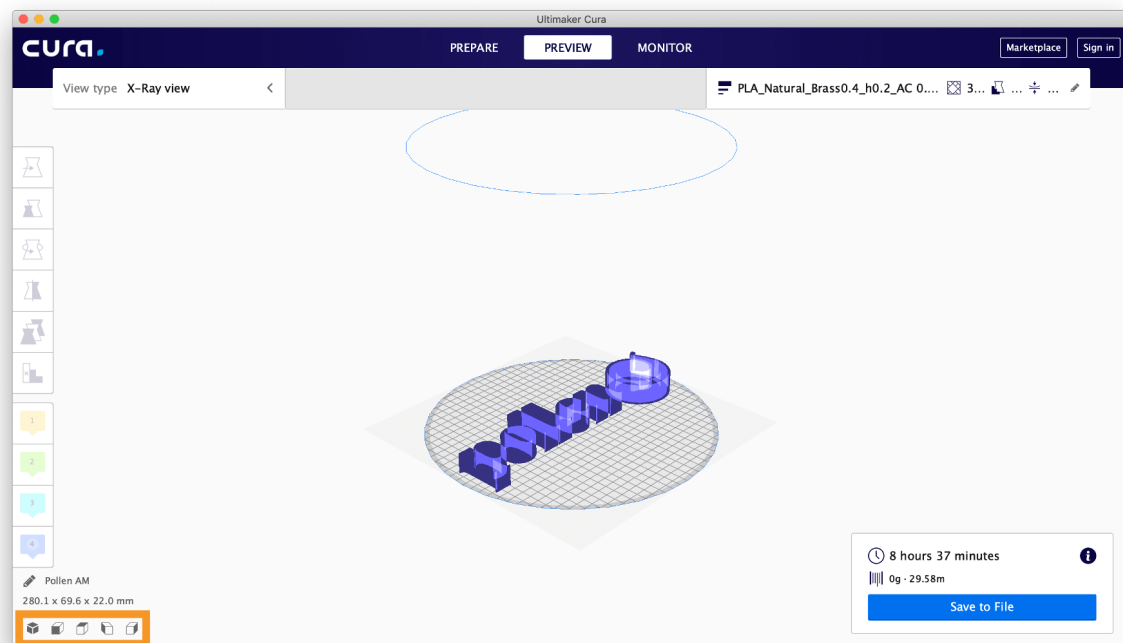 Ultimaker Cura
cura.
PREPARE PREVIEW MONITOR
Marketplace Sign in
View type X-Ray view
PLA_Natural_Brass0.4_h0.2_AC 0.... 3... ... ...
1
2
3
4
Pollen AM
280.1 x 69.6 x 22.0 mm
8 hours 37 minutes
0g · 29.58m
Save to File